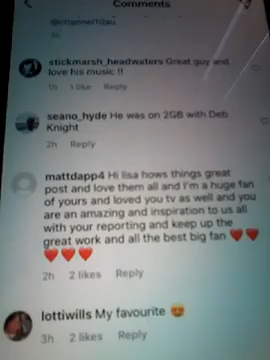 Comments
@channel10au
3h
stickmarsh_headwaters Great guy and
love his music !!
1h 1 like Reply
seano_hyde He was on 2GB with Deb
Knight
2h Reply
mattdapp4 Hi lisa hows things great
post and love them all and I'm a huge fan
of yours and loved you tv as well and you
are an amazing and inspiration to us all
with your reporting and keep up the
great work and all the best big fan ❤️❤️
❤️❤️❤️
2h 2 likes Reply
lottiwills My favourite 😍
3h 2 likes Reply